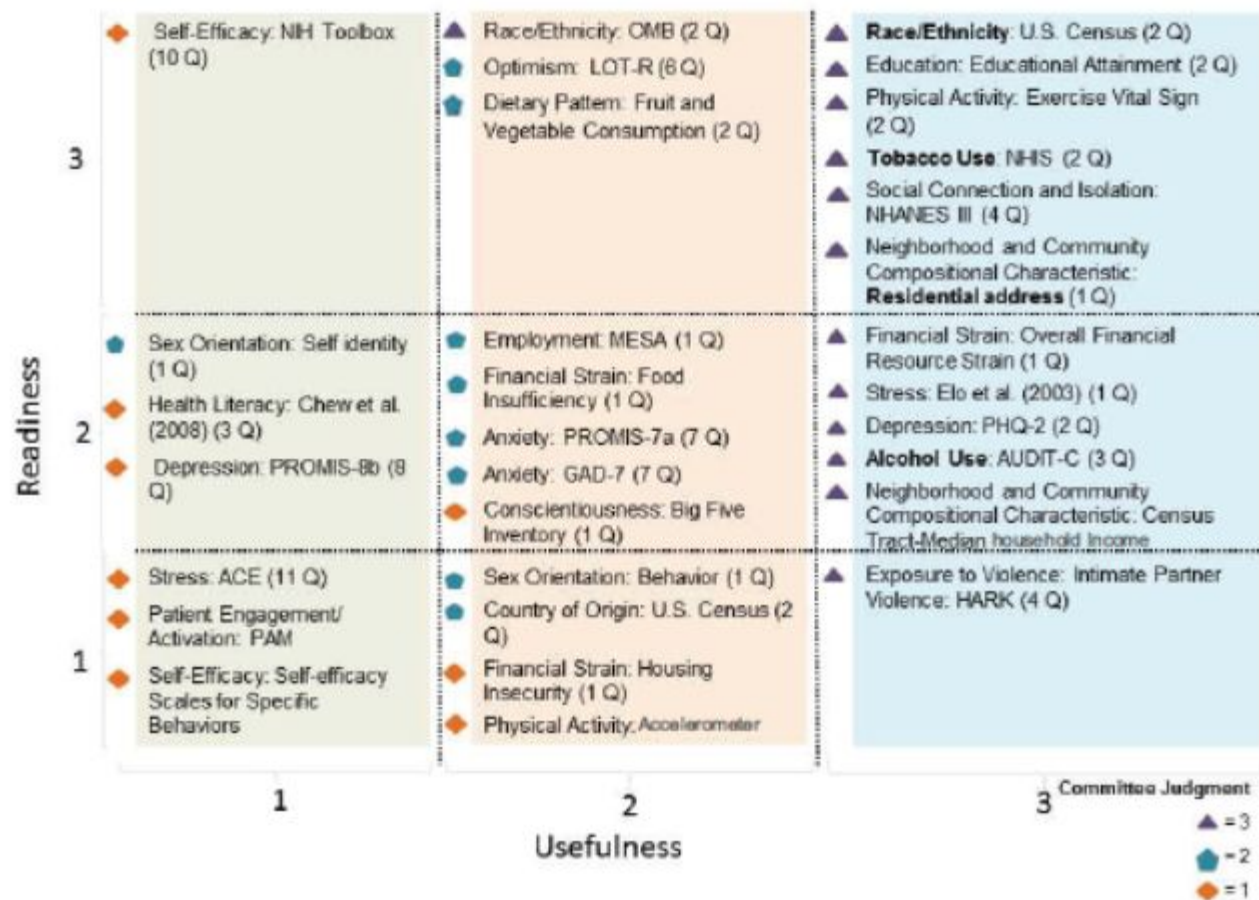 Self-Efficacy: NIH Toolbox
(10 Q)
Race/Ethnicity: OMB (2 Q)
Optimism: LOT-R (6 Q)
Dietary Pattern: Fruit and
Vegetable Consumption (2 Q)
Race/Ethnicity: U.S. Census (2 Q)
Education: Educational Attainment (2 Q)
Physical Activity: Exercise Vital Sign
(2 Q)
Tobacco Use: NHIS (2 Q)
Social Connection and Isolation:
NHANES III (4 Q)
Neighborhood and Community
Compositional Characteristic:
Residential address (1 Q)
3
Sex Orientation: Self identity
(1 Q)
Health Literacy: Chew et al.
(2008) (3 Q)
Depression: PROMIS-8b (8
Q)
Employment: MESA (1 Q)
Financial Strain: Food
Insufficiency (1 Q)
Anxiety: PROMIS-7a (7 Q)
Anxiety: GAD-7 (7 Q)
Conscientiousness: Big Five
Inventory (1 Q)
Financial Strain: Overall Financial
Resource Strain (1 Q)
Stress: Elo et al. (2003) (1 Q)
Depression: PHQ-2 (2 Q)
Alcohol Use: AUDIT-C (3 Q)
Neighborhood and Community
Compositional Characteristic: Census
Tract-Median household Income
2
Readiness
Stress: ACE (11 Q)
Patient Engagement/
Activation: PAM
Self-Efficacy: Self-efficacy
Scales for Specific
Behaviors
Sex Orientation: Behavior (1 Q)
Country of Origin: U.S. Census (2
Q)
Financial Strain: Housing
Insecurity (1 Q)
Physical Activity: Accelerometer
Exposure to Violence: Intimate Partner
Violence: HARK (4 Q)
1
1
2
3
Usefulness
Committee Judgment
= 3
= 2
= 1